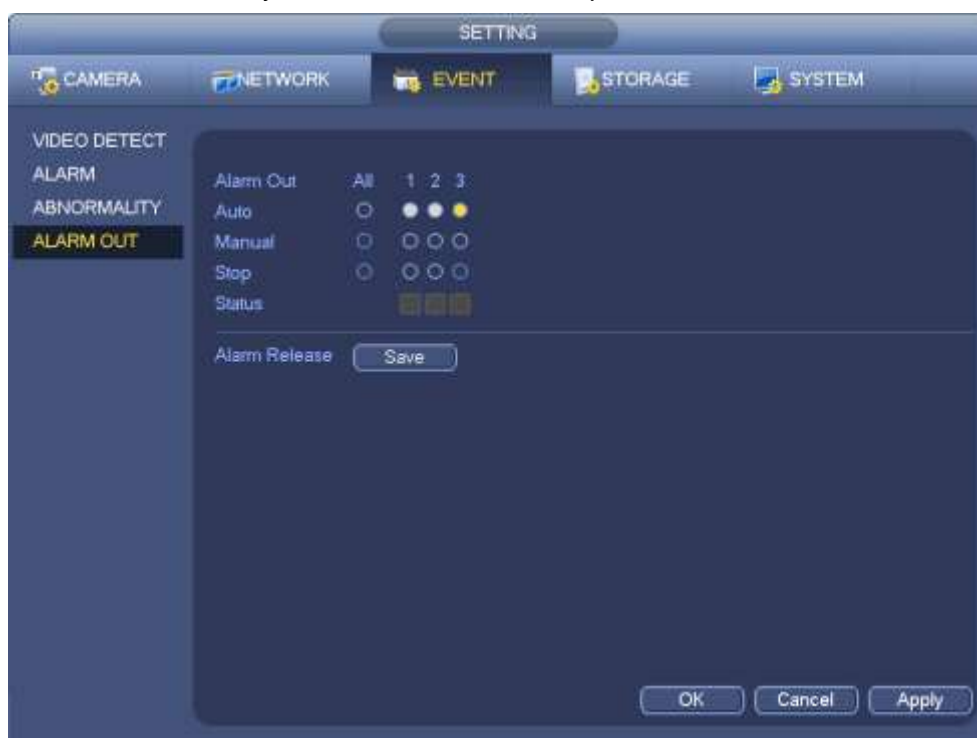 SETTING
CAMERA NETWORK EVENT STORAGE SYSTEM
VIDEO DETECT
ALARM
ABNORMALITY
ALARM OUT
Alarm Out All 1 2 3
Auto
Manual
Stop
Status
Alarm Release Save
OK Cancel Apply